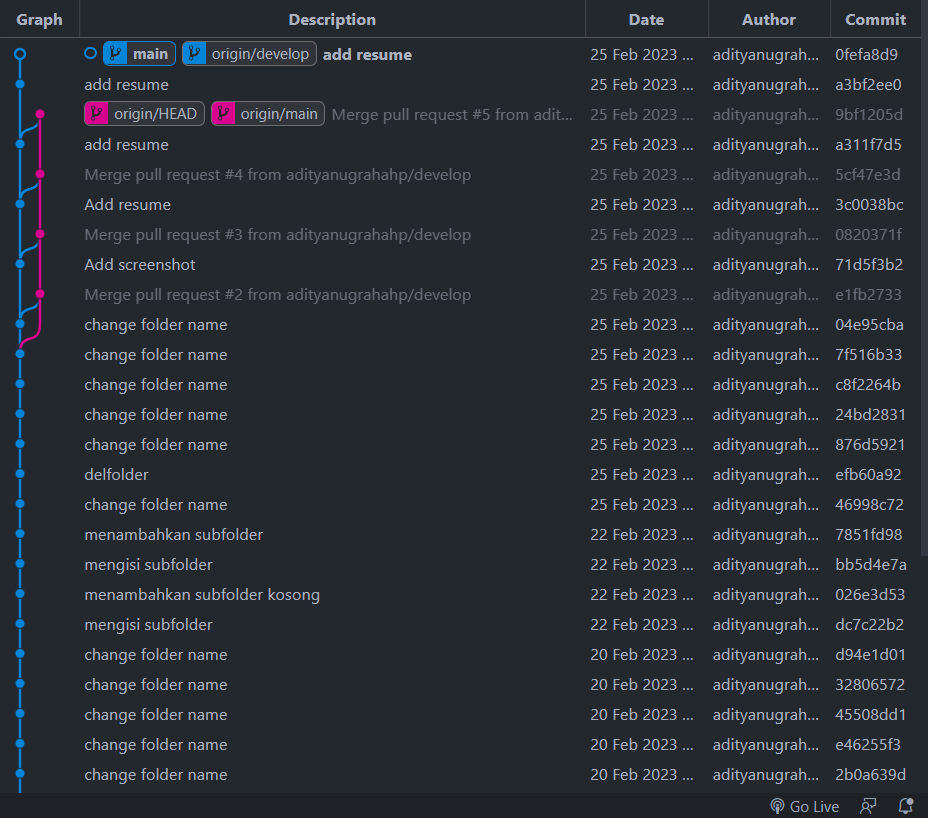 Graph Description Date Author Commit
main origin/develop add resume 25 Feb 2023 ... adityanugrah... 0fefa8d9
add resume 25 Feb 2023 ... adityanugrah... a3bf2ee0
origin/HEAD origin/main Merge pull request #5 from adit... 25 Feb 2023 ... adityanugrah... 9bf1205d
add resume 25 Feb 2023 ... adityanugrah... a311f7d5
Merge pull request #4 from adityanugrahahp/develop 25 Feb 2023 ... adityanugrah... 5cf47e3d
Add resume 25 Feb 2023 ... adityanugrah... 3c0038bc
Merge pull request #3 from adityanugrahahp/develop 25 Feb 2023 ... adityanugrah... 0820371f
Add screenshot 25 Feb 2023 ... adityanugrah... 71d5f3b2
Merge pull request #2 from adityanugrahahp/develop 25 Feb 2023 ... adityanugrah... e1fb2733
change folder name 25 Feb 2023 ... adityanugrah... 04e95cba
change folder name 25 Feb 2023 ... adityanugrah... 7f516b33
change folder name 25 Feb 2023 ... adityanugrah... c8f2264b
change folder name 25 Feb 2023 ... adityanugrah... 24bd2831
change folder name 25 Feb 2023 ... adityanugrah... 876d5921
delfolder 25 Feb 2023 ... adityanugrah... efb60a92
change folder name 25 Feb 2023 ... adityanugrah... 46998c72
menambahkan subfolder 22 Feb 2023 ... adityanugrah... 7851fd98
mengisi subfolder 22 Feb 2023 ... adityanugrah... bb5d4e7a
menambahkan subfolder kosong 22 Feb 2023 ... adityanugrah... 026e3d53
mengisi subfolder 22 Feb 2023 ... adityanugrah... dc7c22b2
change folder name 20 Feb 2023 ... adityanugrah... d94e1d01
change folder name 20 Feb 2023 ... adityanugrah... 32806572
change folder name 20 Feb 2023 ... adityanugrah... 45508dd1
change folder name 20 Feb 2023 ... adityanugrah... e46255f3
change folder name 20 Feb 2023 ... adityanugrah... 2b0a639d
Go Live